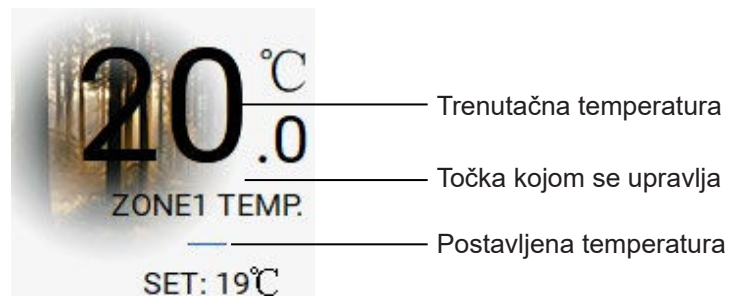 20.0 ℃
Trenutačna temperatura
Točka kojom se upravlja
ZONE1 TEMP.
Postavljena temperatura
SET: 19℃